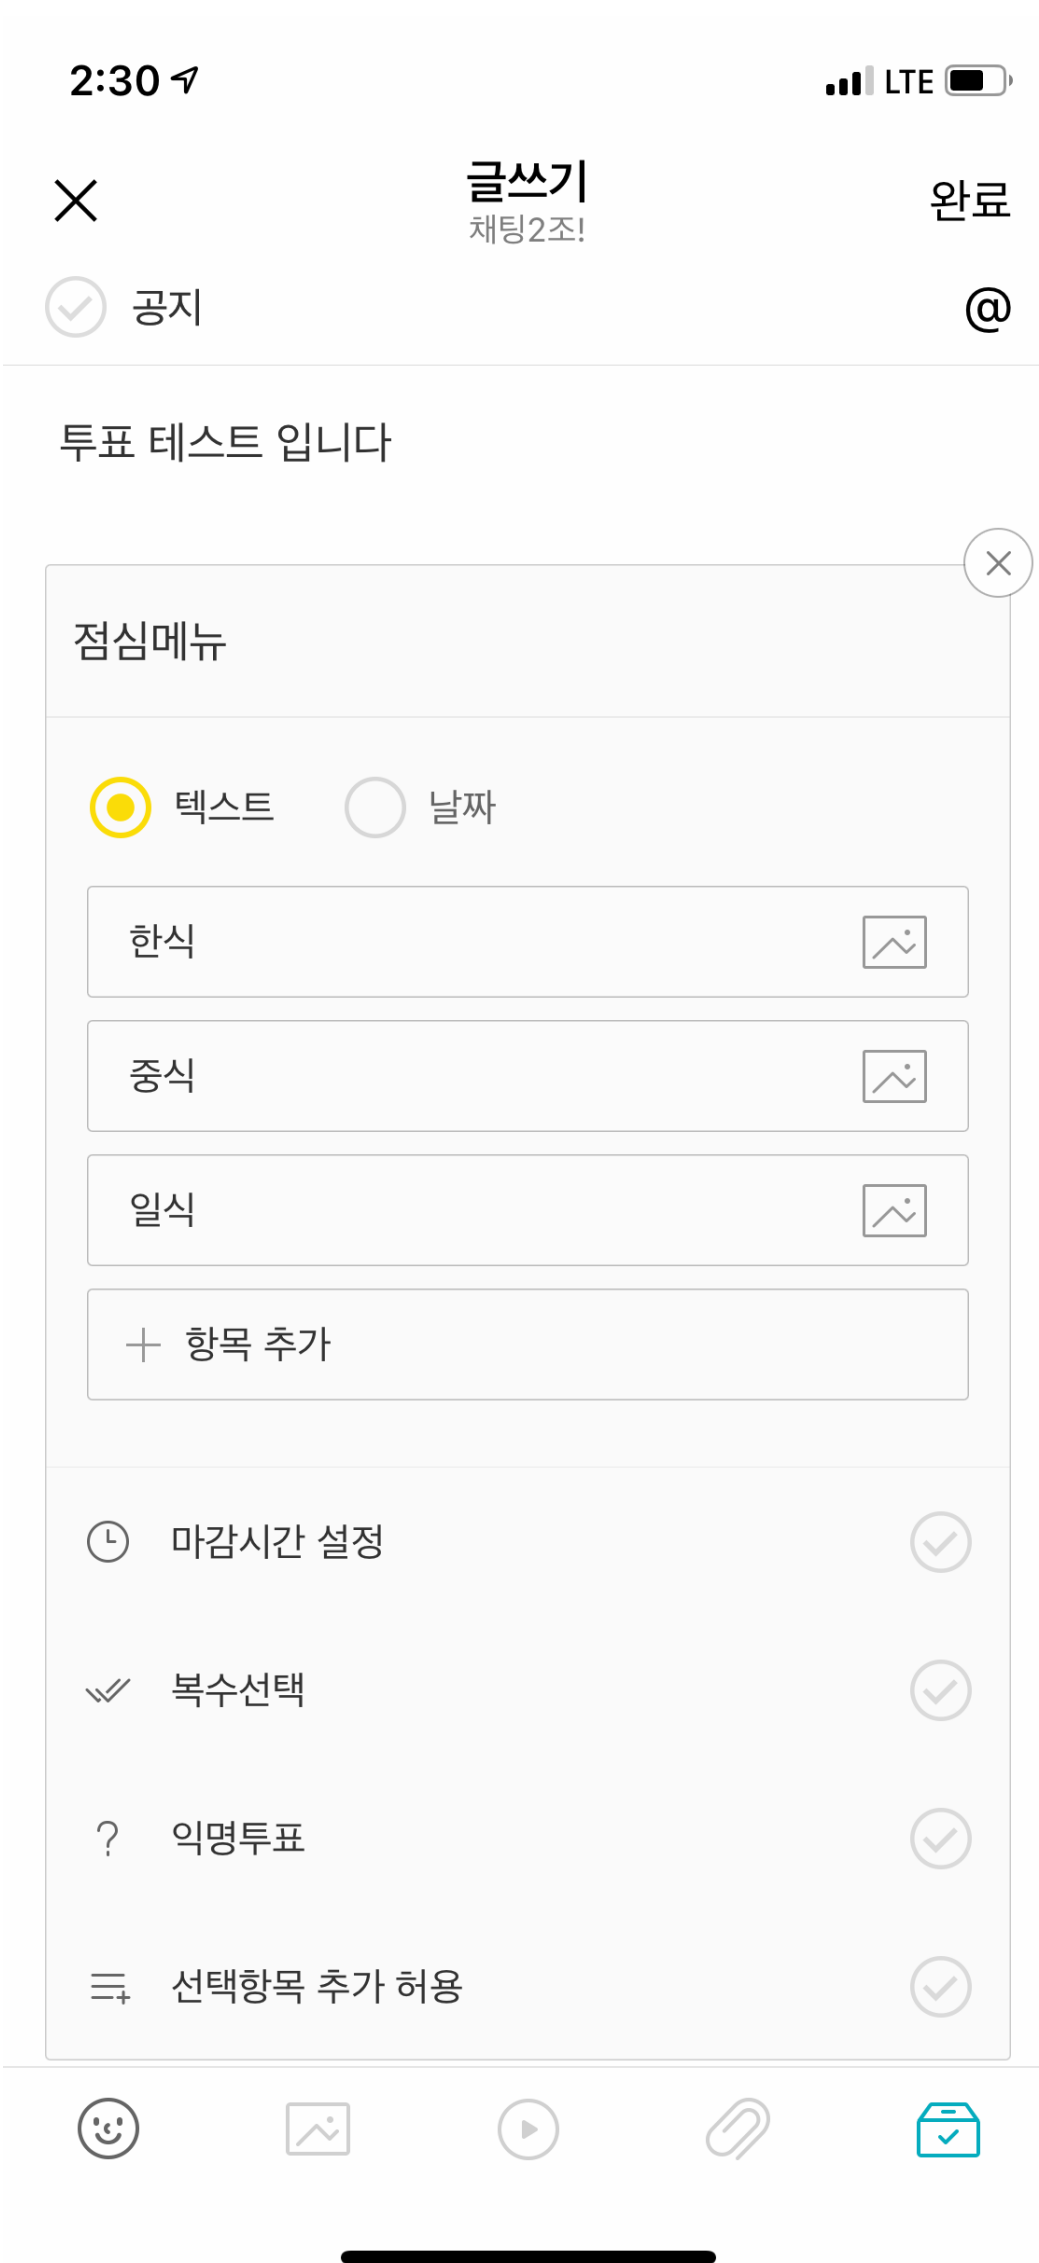 2:30 LTE
글쓰기
채팅2조!
완료
공지 @
투표 테스트 입니다
점심메뉴
텍스트 날짜
한식
중식
일식
항목 추가
마감시간 설정
복수선택
익명투표
선택항목 추가 허용